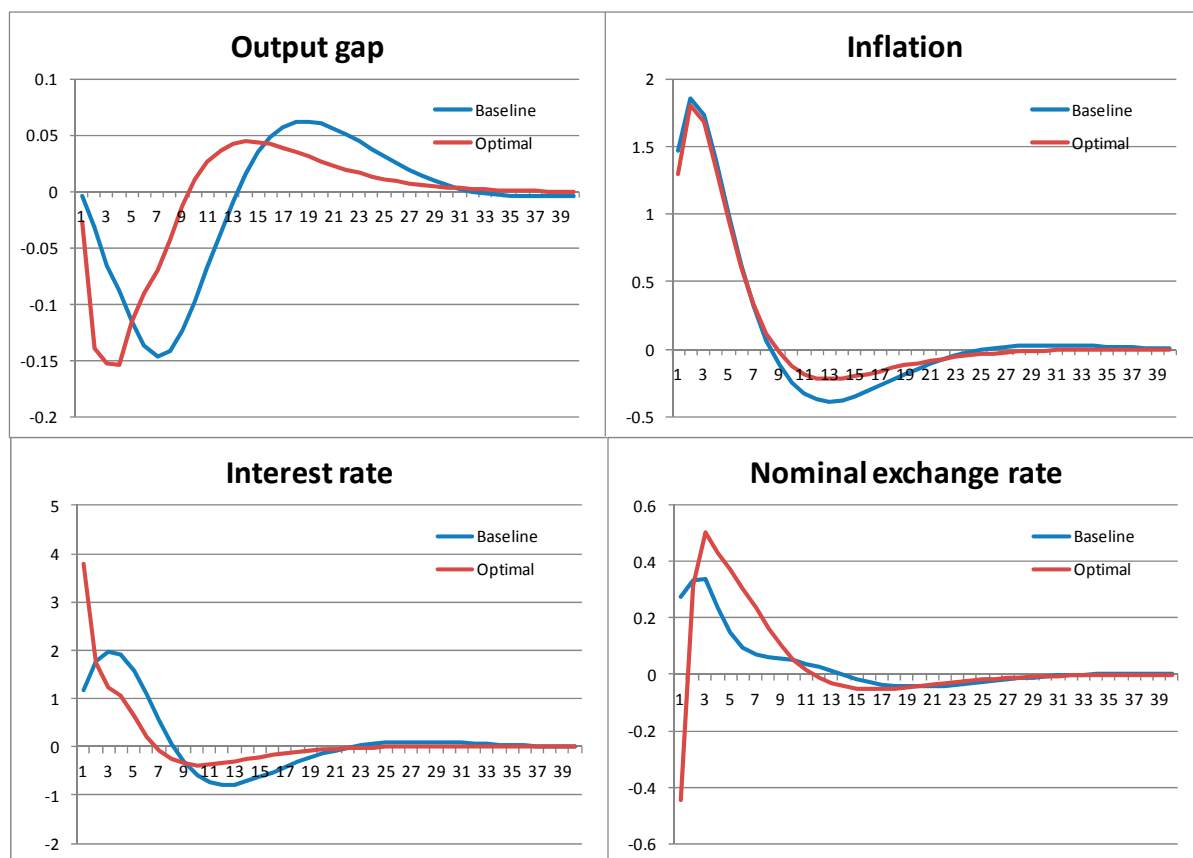 Output gap
0.1
0.05
0
-0.05
-0.1
-0.15
-0.2
1 3 5 7 9 11 13 15 17 19 21 23 25 27 29 31 33 35 37 39
Baseline
Optimal
Inflation
2
1.5
1
0.5
0
-0.5
1 3 5 7 9 11 13 15 17 19 21 23 25 27 29 31 33 35 37 39
Baseline
Optimal
Interest rate
5
4
3
2
1
0
-1
-2
1 3 5 7 9 11 13 15 17 19 21 23 25 27 29 31 33 35 37 39
Baseline
Optimal
Nominal exchange rate
0.6
0.4
0.2
0
-0.2
-0.4
-0.6
1 3 5 7 9 11 13 15 17 19 21 23 25 27 29 31 33 35 37 39
Baseline
Optimal